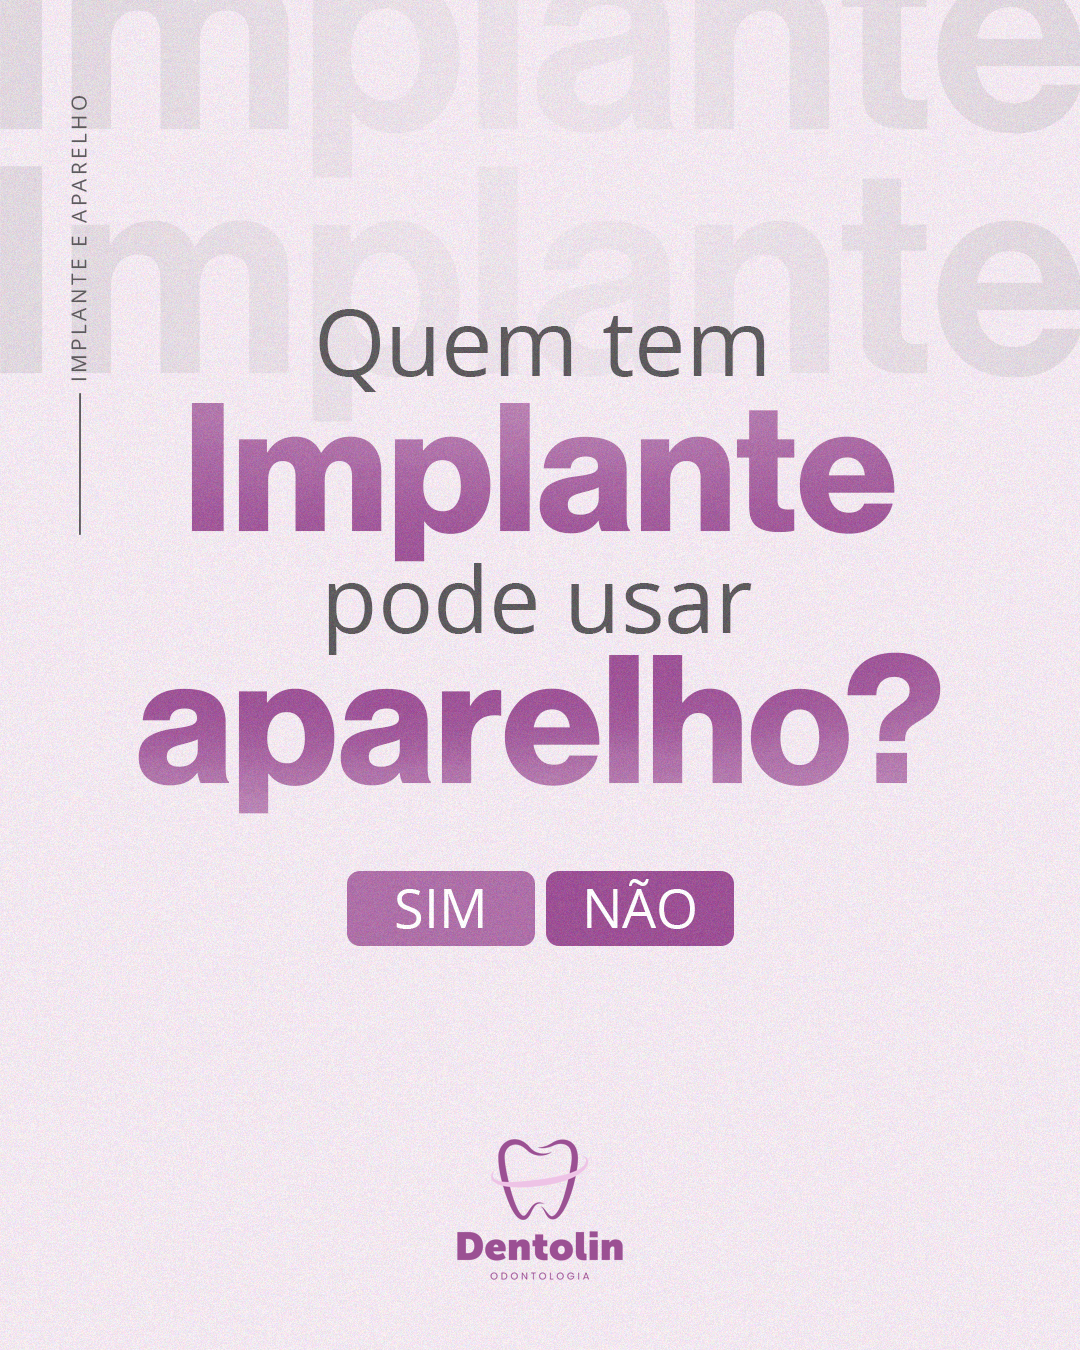 Implante
Implante
IMPLANTE E APARELHO
Quem tem
Implante
pode usar
aparelho?
SIM NÃO
Dentolin
ODONTOLOGIA